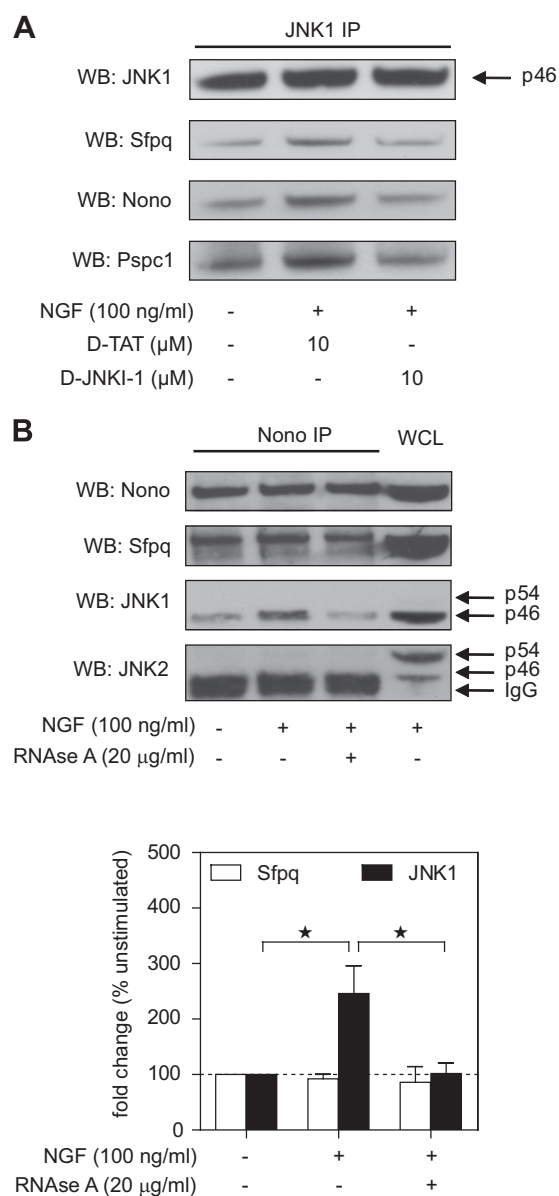 A
JNK1 IP
WB: JNK1
p46
WB: Sfpq
WB: Nono
WB: Pspc1
NGF (100 ng/ml) - + +
D-TAT (µM) - 10 -
D-JNKI-1 (µM) - - 10
B
Nono IP WCL
WB: Nono
WB: Sfpq
WB: JNK1
p54
p46
WB: JNK2
p54
p46
IgG
NGF (100 ng/ml) - + + +
RNAse A (20 µg/ml) - - + -
fold change (% unstimulated)
500
400
300
200
100
0
Sfpq JNK1
★ ★
NGF (100 ng/ml) - + +
RNAse A (20 µg/ml) - - +